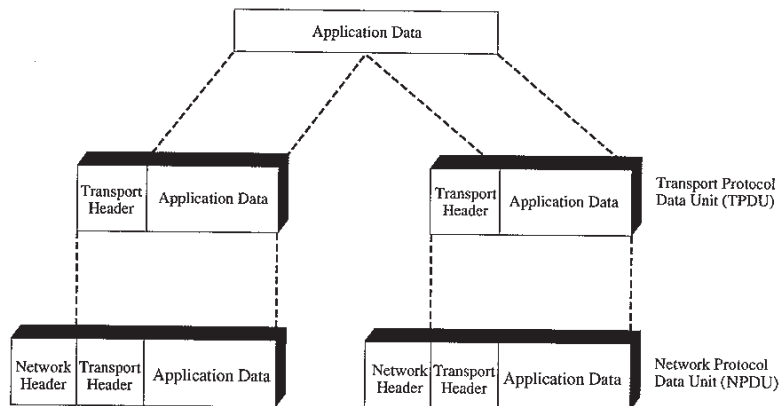 Application Data
Transport
Header
Application Data
Transport
Header
Application Data
Transport Protocol
Data Unit (TPDU)
Network
Header
Transport
Header
Application Data
Network
Header
Transport
Header
Application Data
Network Protocol
Data Unit (NPDU)